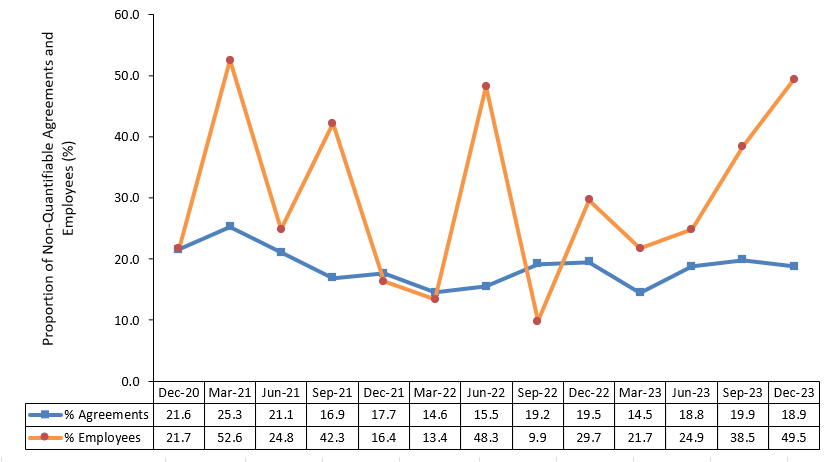 Proportion of Non-Quantifiable Agreements and
Employees (%)
60.0
50.0
40.0
30.0
20.0
10.0
0.0
Dec-20 Mar-21 Jun-21 Sep-21 Dec-21 Mar-22 Jun-22 Sep-22 Dec-22 Mar-23 Jun-23 Sep-23 Dec-23
% Agreements 21.6 25.3 21.1 16.9 17.7 14.6 15.5 19.2 19.5 14.5 18.8 19.9 18.9
% Employees 21.7 52.6 24.8 42.3 16.4 13.4 48.3 9.9 29.7 21.7 24.9 38.5 49.5